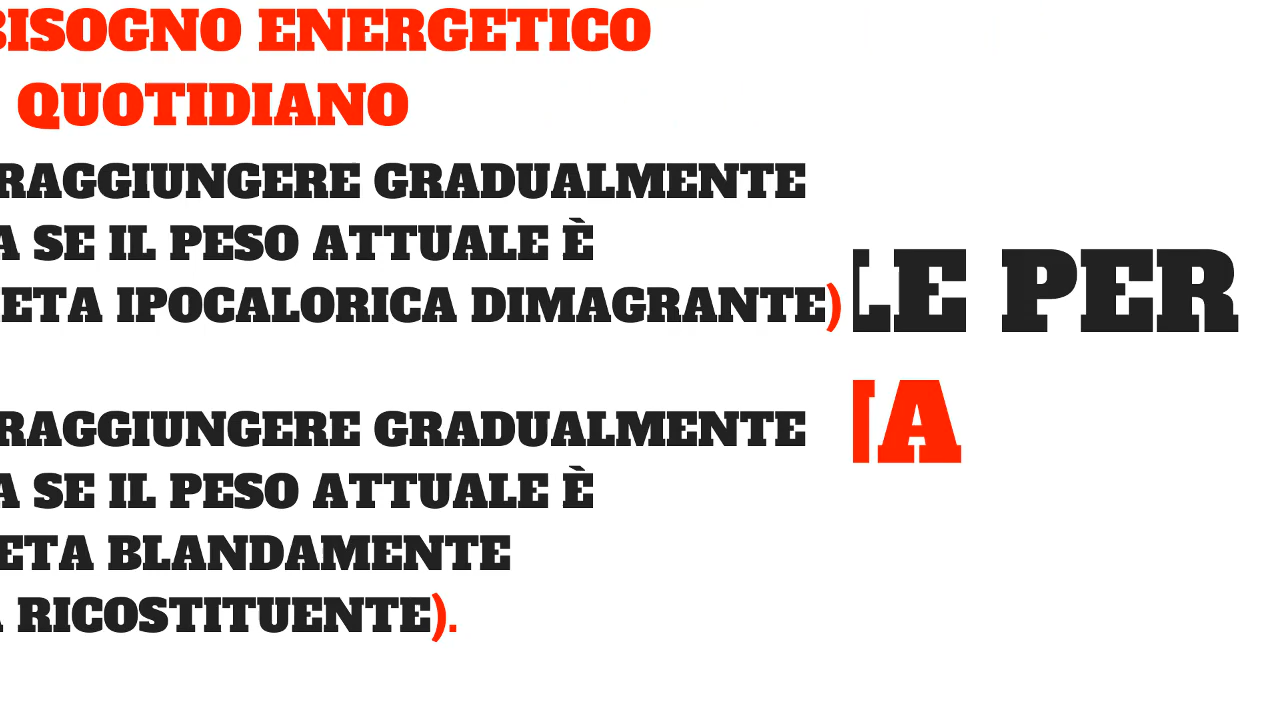 BISOGNO ENERGETICO
QUOTIDIANO
RAGGIUNGERE GRADUALMENTE
A SE IL PESO ATTUALE È
ETA IPOCALORICA DIMAGRANTE)
LE PER
TA
RAGGIUNGERE GRADUALMENTE
A SE IL PESO ATTUALE È
ETA BLANDAMENTE
A RICOSTITUENTE).